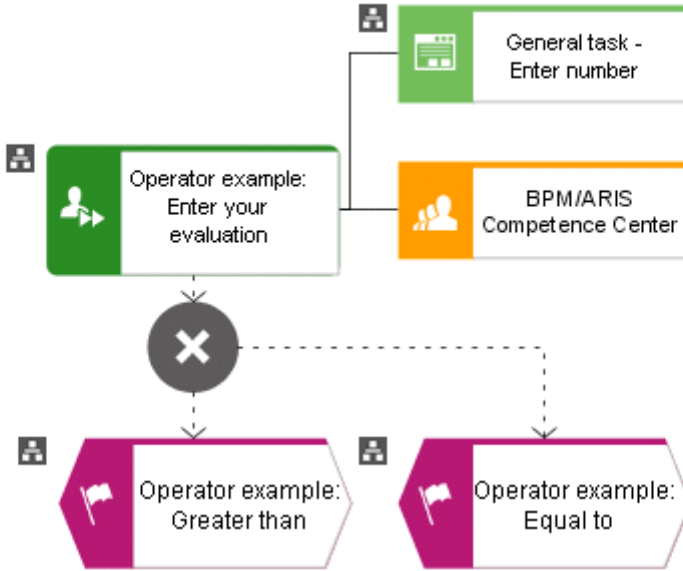 General task -
Enter number
Operator example:
Enter your
evaluation
BPM/ARIS
Competence Center
Operator example:
Greater than
Operator example:
Equal to